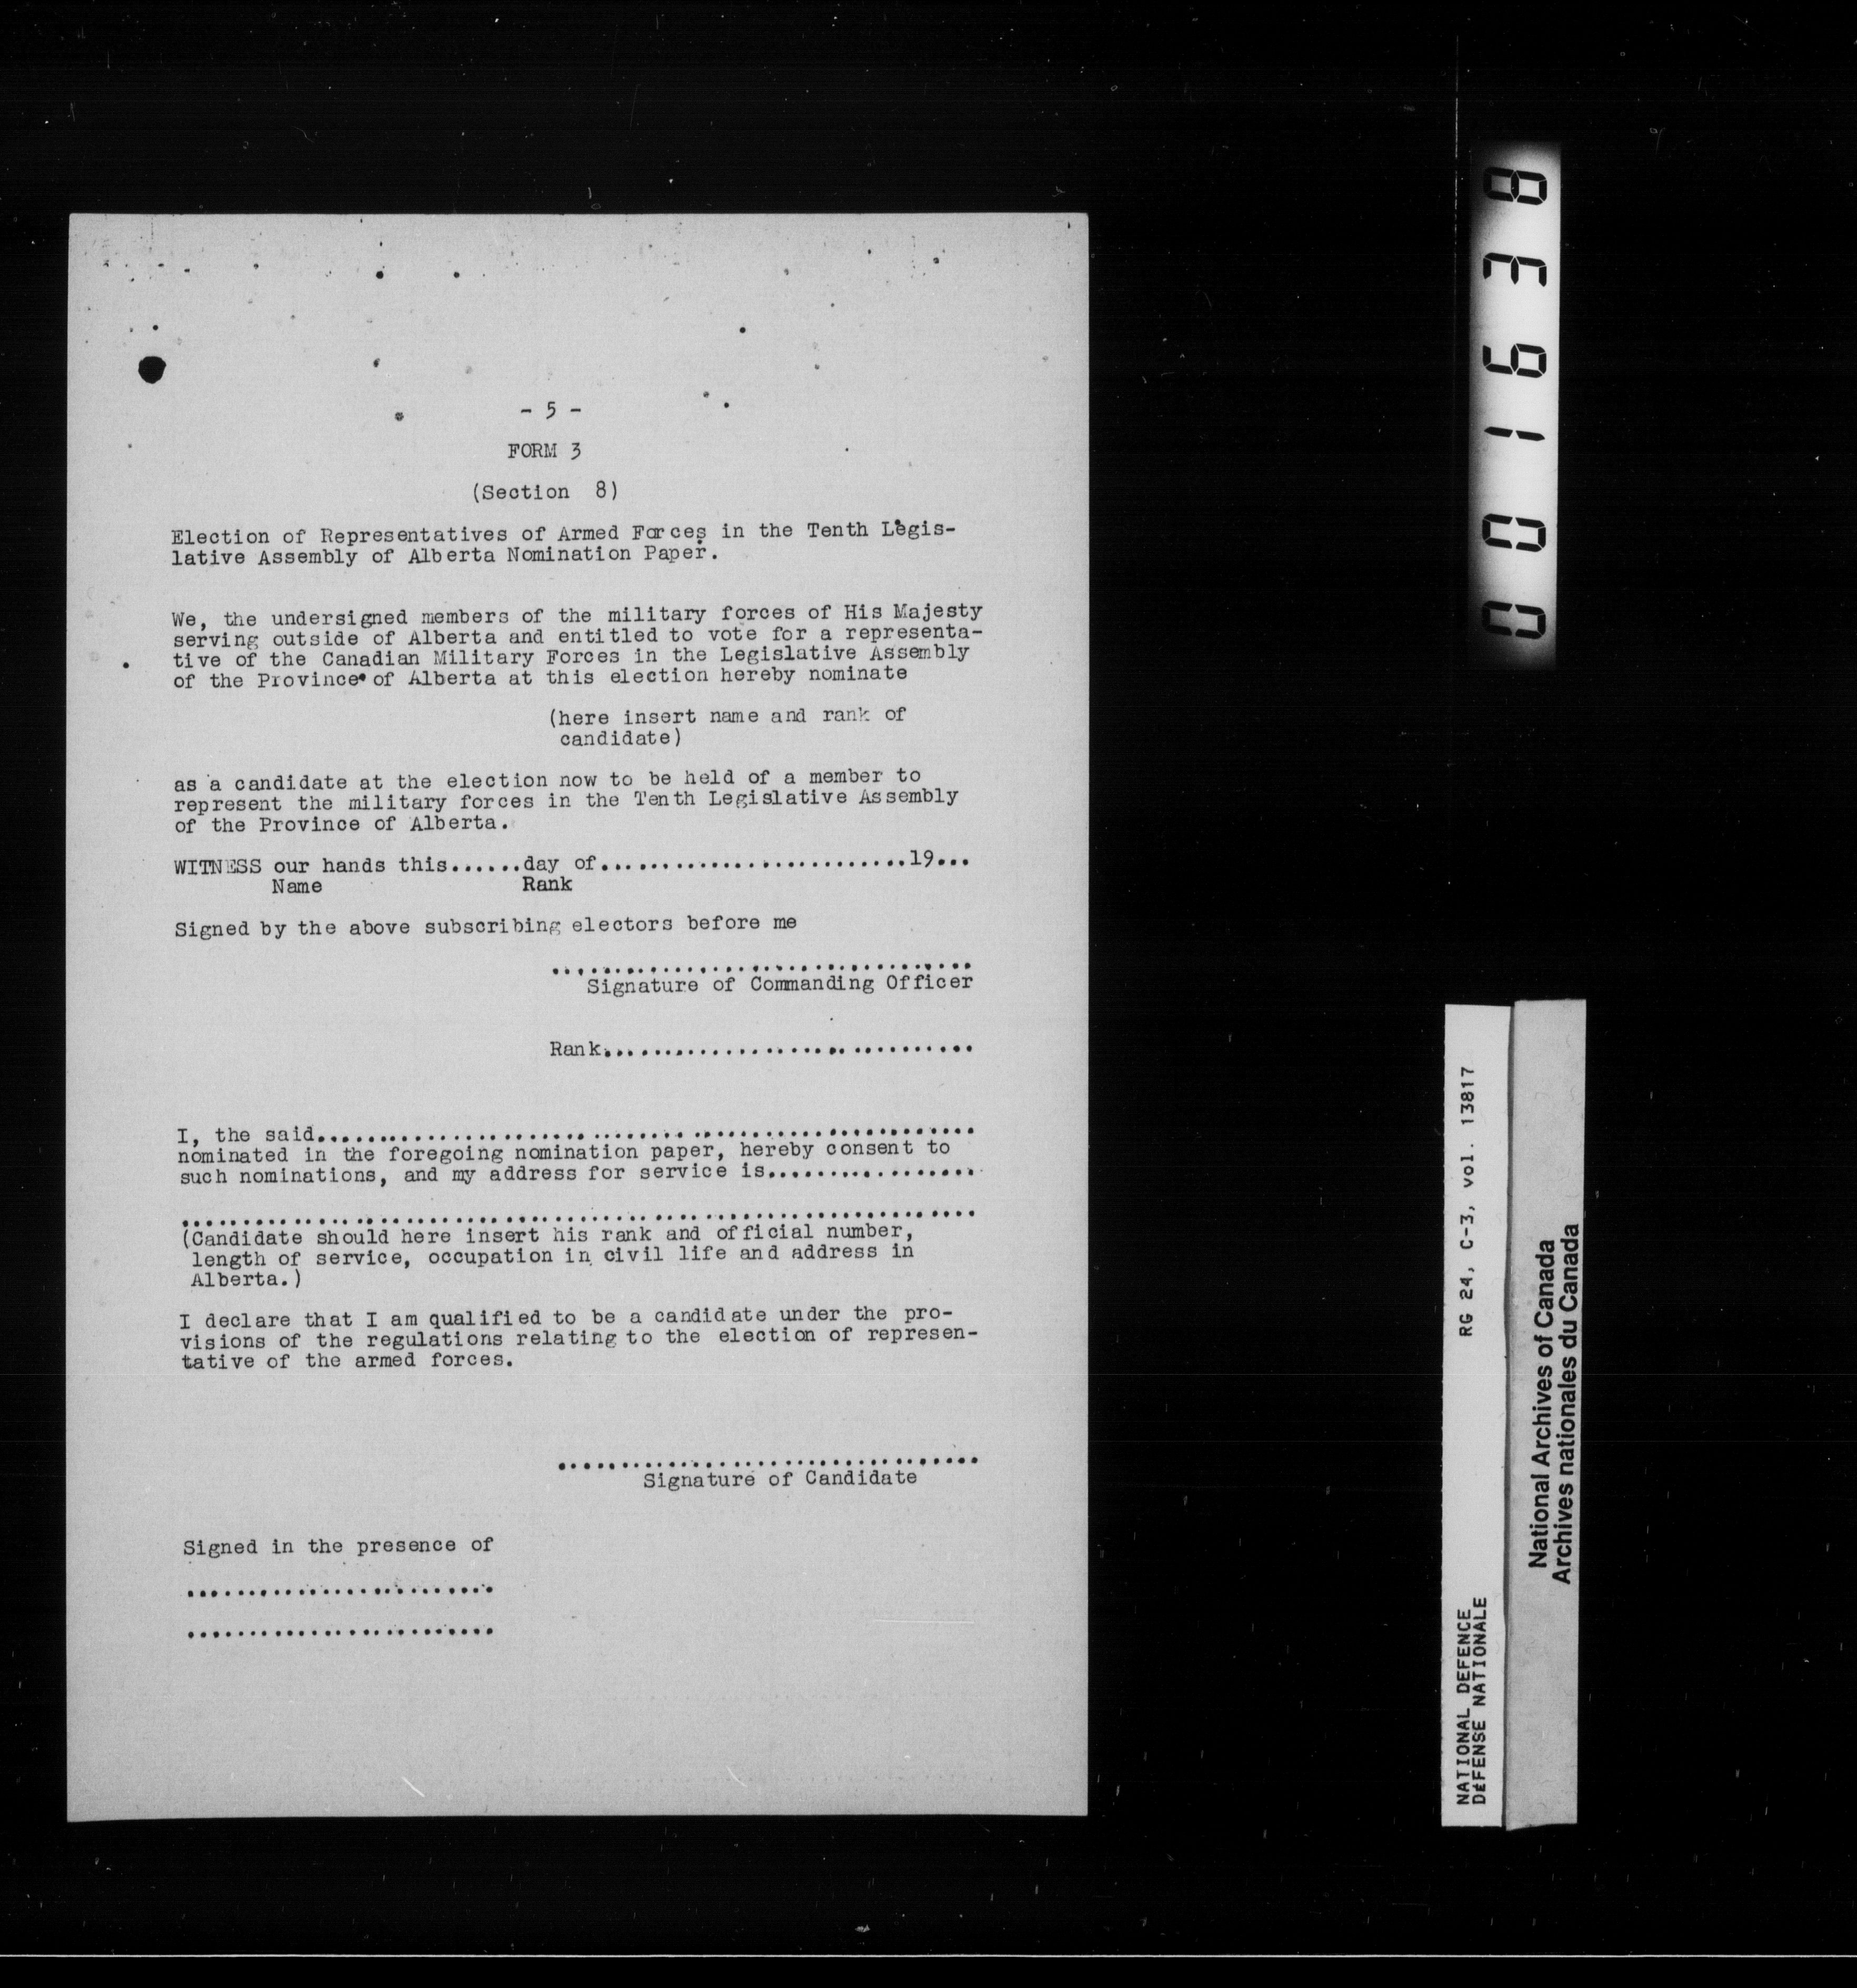 - 5 -
FORM 3
(Section 8)
Election of Representatives of Armed Forces in the Tenth Legis-
lative Assembly of Alberta Nomination Paper.
We, the undersigned members of the military forces of His Majesty
serving outside of Alberta and entitled to vote for a representa-
tive of the Canadian Military Forces in the Legislative Assembly
of the Province of Alberta at this election hereby nominate
(here insert name and rank of
candidate)
as a candidate at the election now to be held of a member to
represent the military forces in the Tenth Legislative Assembly
of the Province of Alberta.
WITNESS our hands this......day of.........................19...
Name Rank
Signed by the above subscribing electors before me
..................................
Signature of Commanding Officer
Rank..............................
I, the said.....................................................
nominated in the foregoing nomination paper, hereby consent to
such nominations, and my address for service is.................
................................................................
(Candidate should here insert his rank and official number,
length of service, occupation in civil life and address in
Alberta.)
I declare that I am qualified to be a candidate under the pro-
visions of the regulations relating to the election of represen-
tative of the armed forces.
..................................
Signature of Candidate
Signed in the presence of
.........................
.........................
001638
NATIONAL DEFENCE RG 24, C-3, vol. 13817
DÉFENSE NATIONALE
National Archives of Canada
Archives nationales du Canada